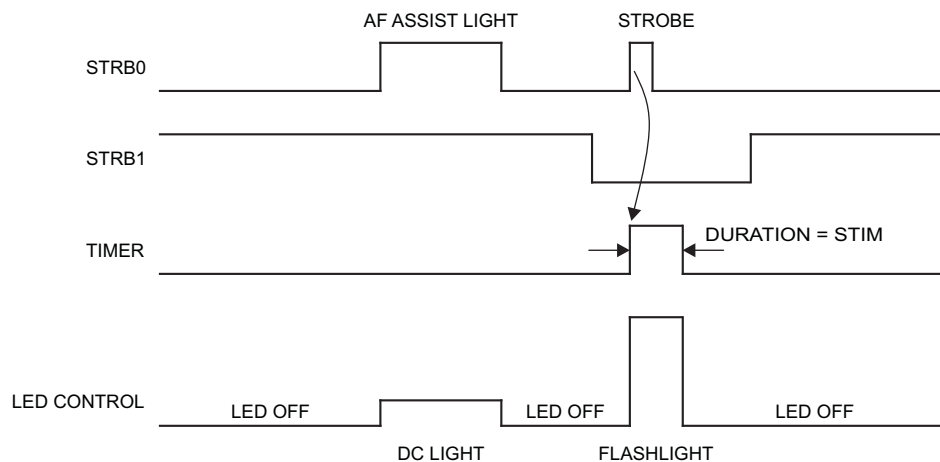 AF ASSIST LIGHT STROBE
STRB0
STRB1
TIMER DURATION = STIM
LED CONTROL LED OFF LED OFF LED OFF
DC LIGHT FLASHLIGHT